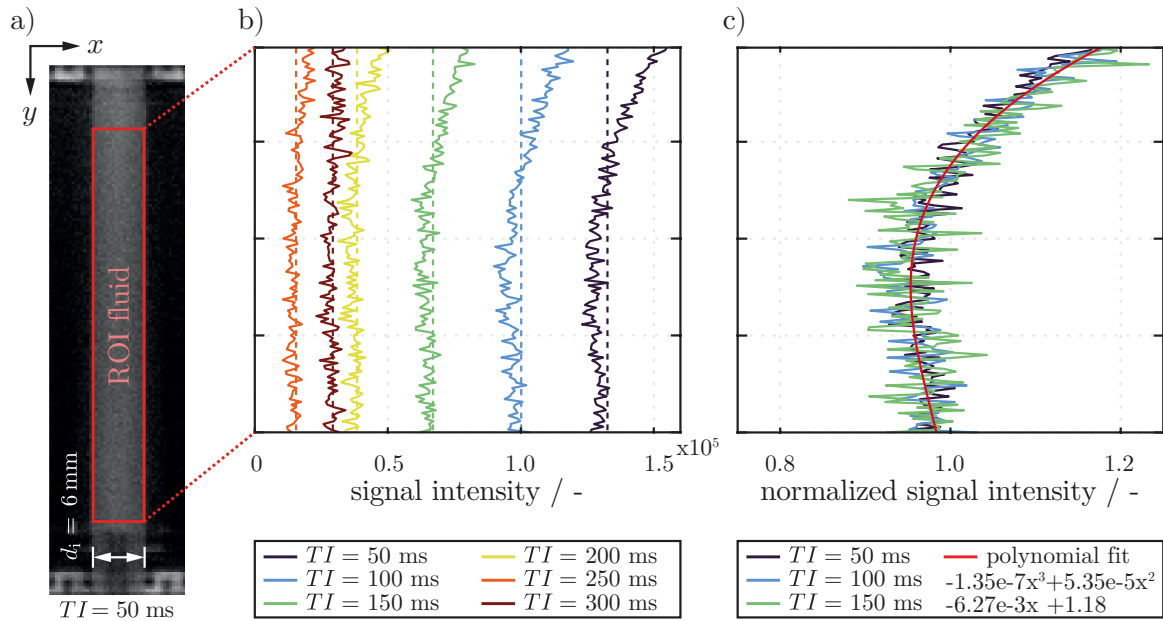 a)
x
y
ROI fluid
dᵢ = 6 mm
TI = 50 ms
b)
0 0.5 1.0 1.5
x10⁵
signal intensity / -
TI = 50 ms
TI = 100 ms
TI = 150 ms
TI = 200 ms
TI = 250 ms
TI = 300 ms
c)
0.8 1.0 1.2
normalized signal intensity / -
TI = 50 ms
TI = 100 ms
TI = 150 ms
polynomial fit
-1.35e-7x³+5.35e-5x²
-6.27e-3x +1.18